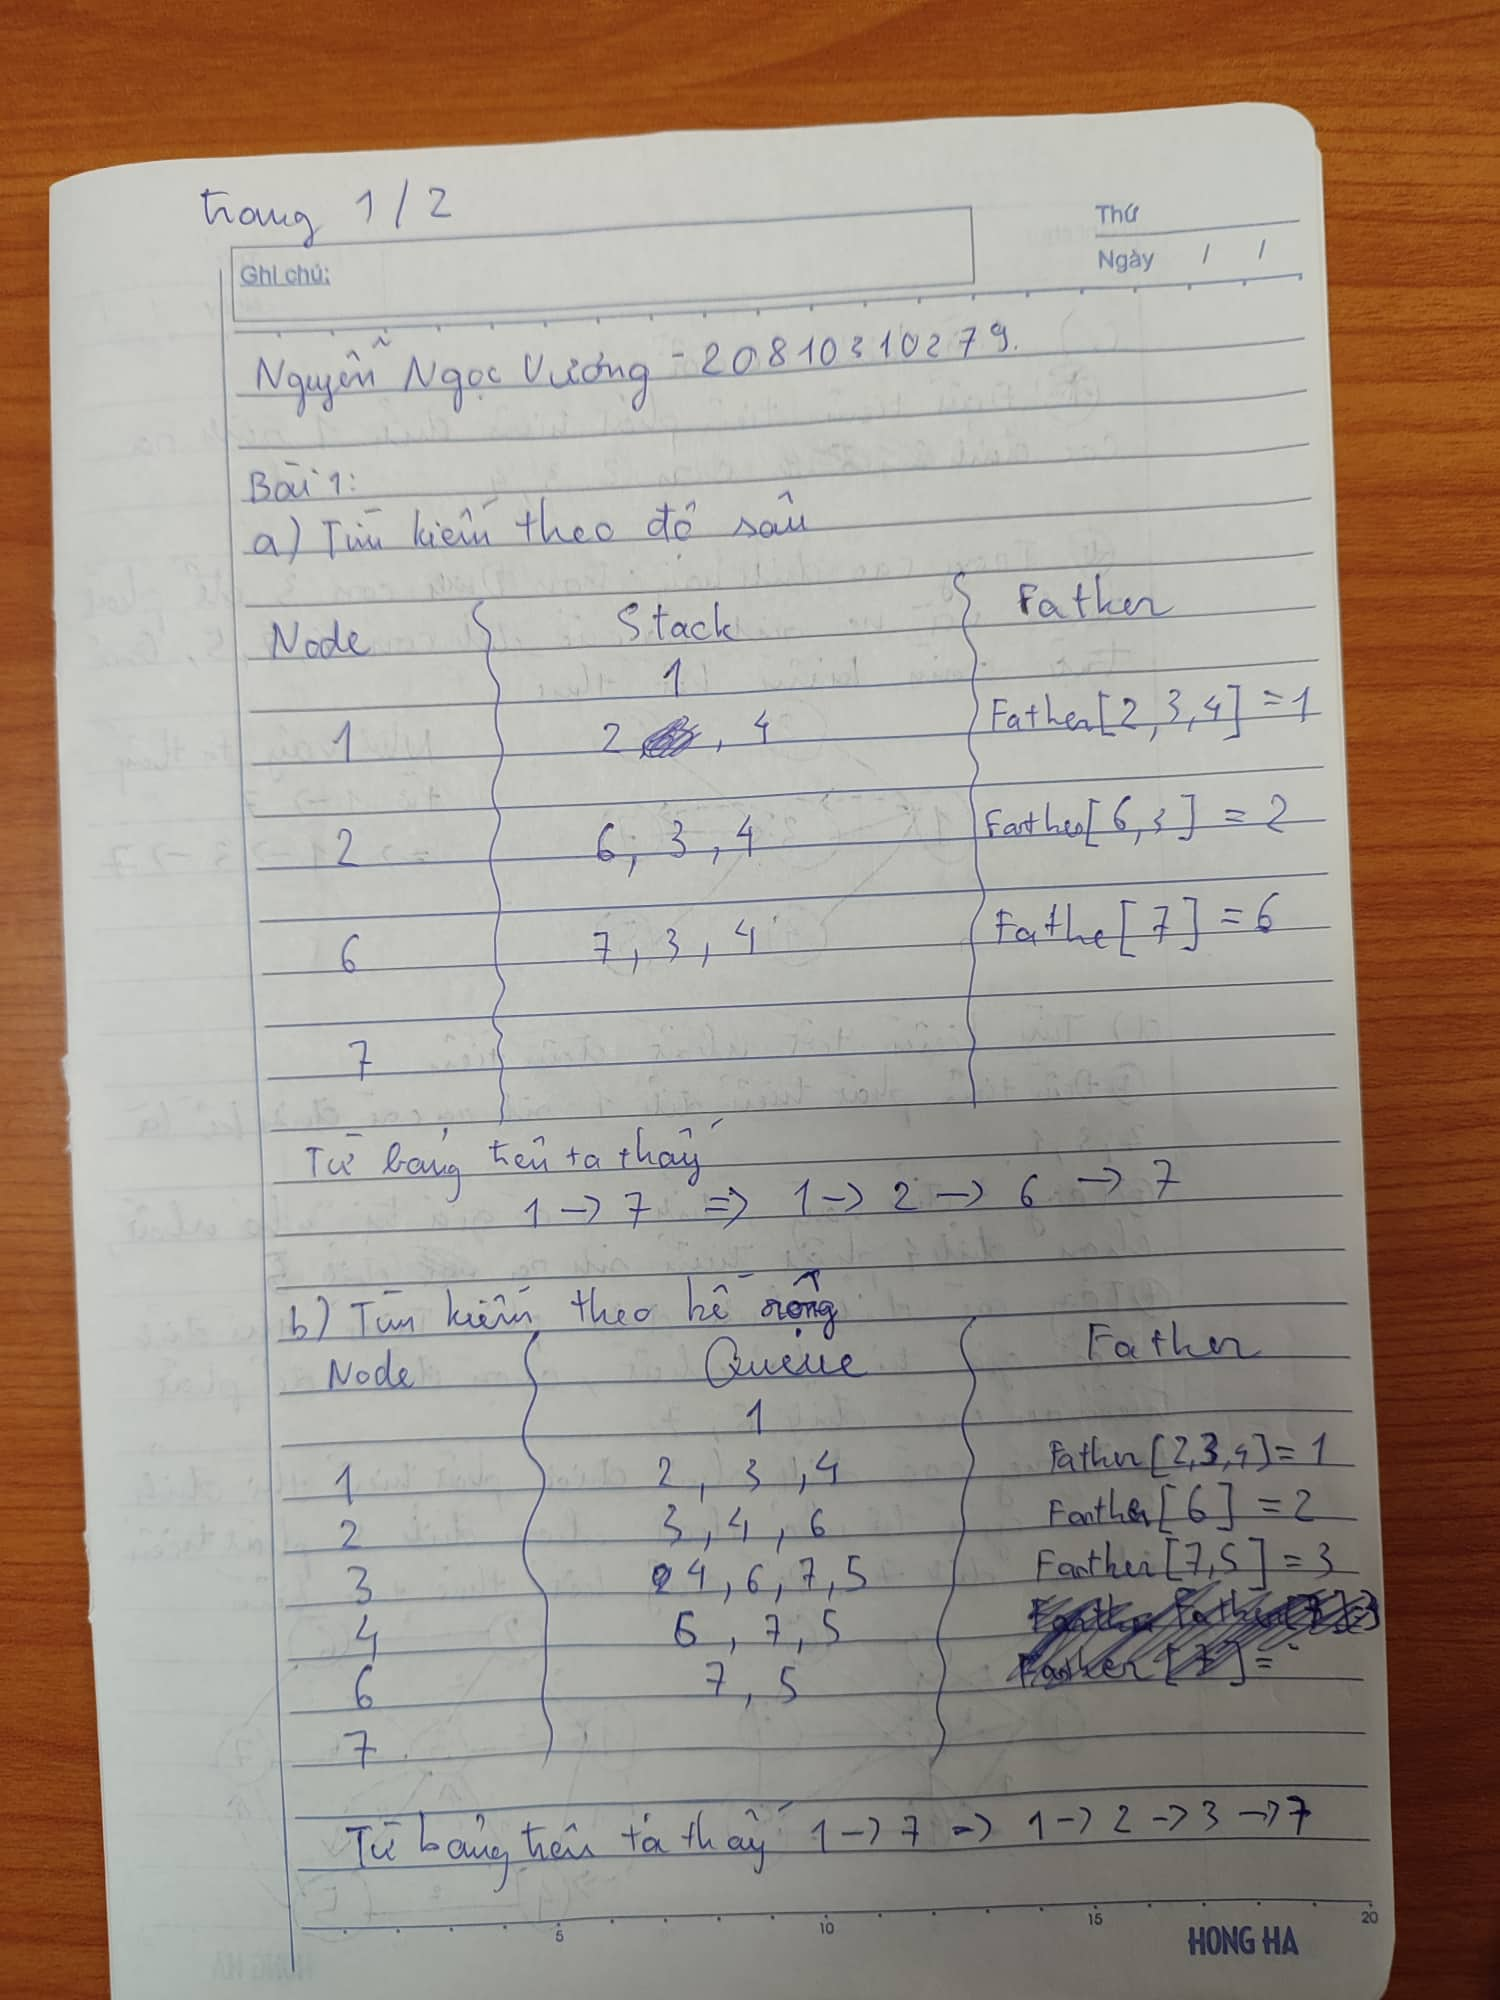 trang 1/2
Thứ
Ghi chú:
Ngày / /
Nguyễn Ngọc Vương - 20810310279.
Bài 1:
a) Tìm kiếm theo độ sâu
Node Stack Father
1
1 2 , 4 Father[2,3,4] = 1
2 6, 3, 4 Father[6,3] = 2
6 7, 3, 4 Fathe[7] = 6
7
Từ bảng trên ta thấy
1 -> 7 => 1 -> 2 -> 6 -> 7
b) Tìm kiếm theo bề rộng
Node Queue Father
1
1 2, 3, 4 Father[2,3,4] = 1
2 3, 4, 6 Father[6] = 2
3 4, 6, 7, 5 Father[7,5] = 3
4 6, 7, 5
6 7, 5
7
Từ bảng trên ta thấy 1 -> 7 => 1 -> 2 -> 3 -> 7
5 10 15 20
HONG HA